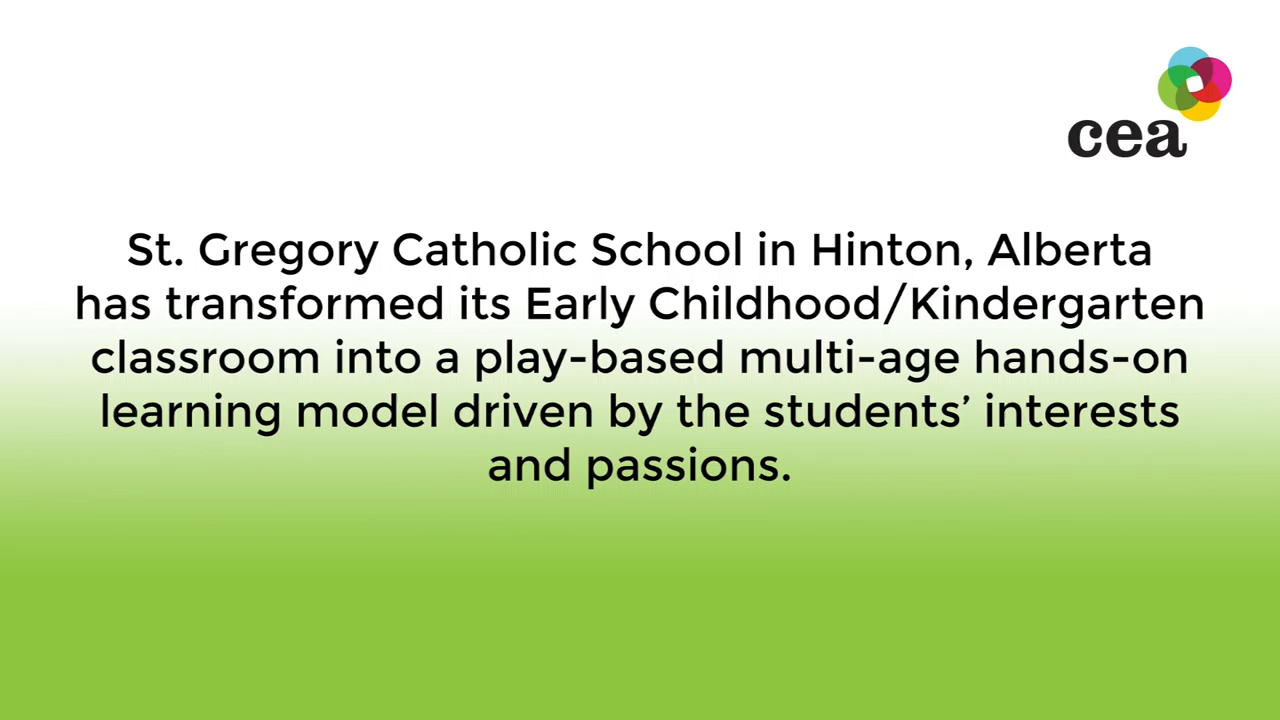 cea
St. Gregory Catholic School in Hinton, Alberta
has transformed its Early Childhood/Kindergarten
classroom into a play-based multi-age hands-on
learning model driven by the students’ interests
and passions.